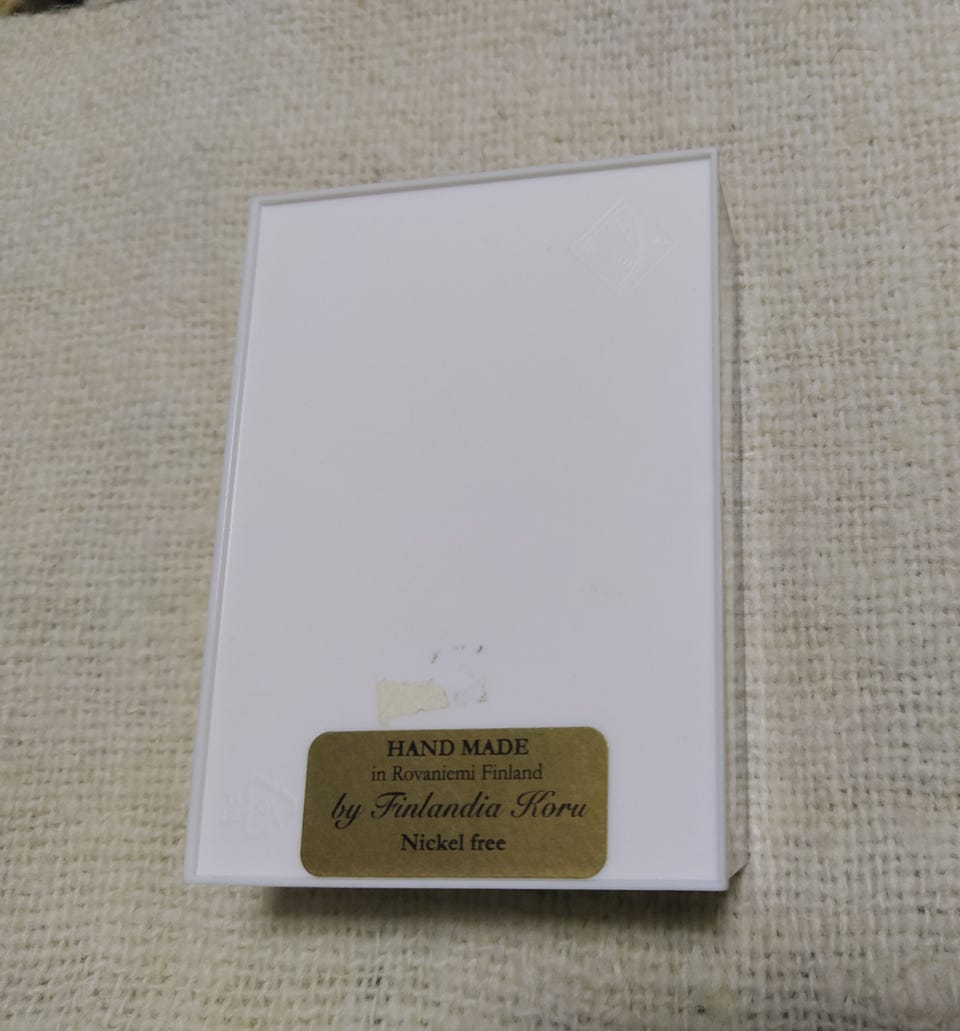 HAND MADE
in Rovaniemi Finland
by Finlandia Koru
Nickel free